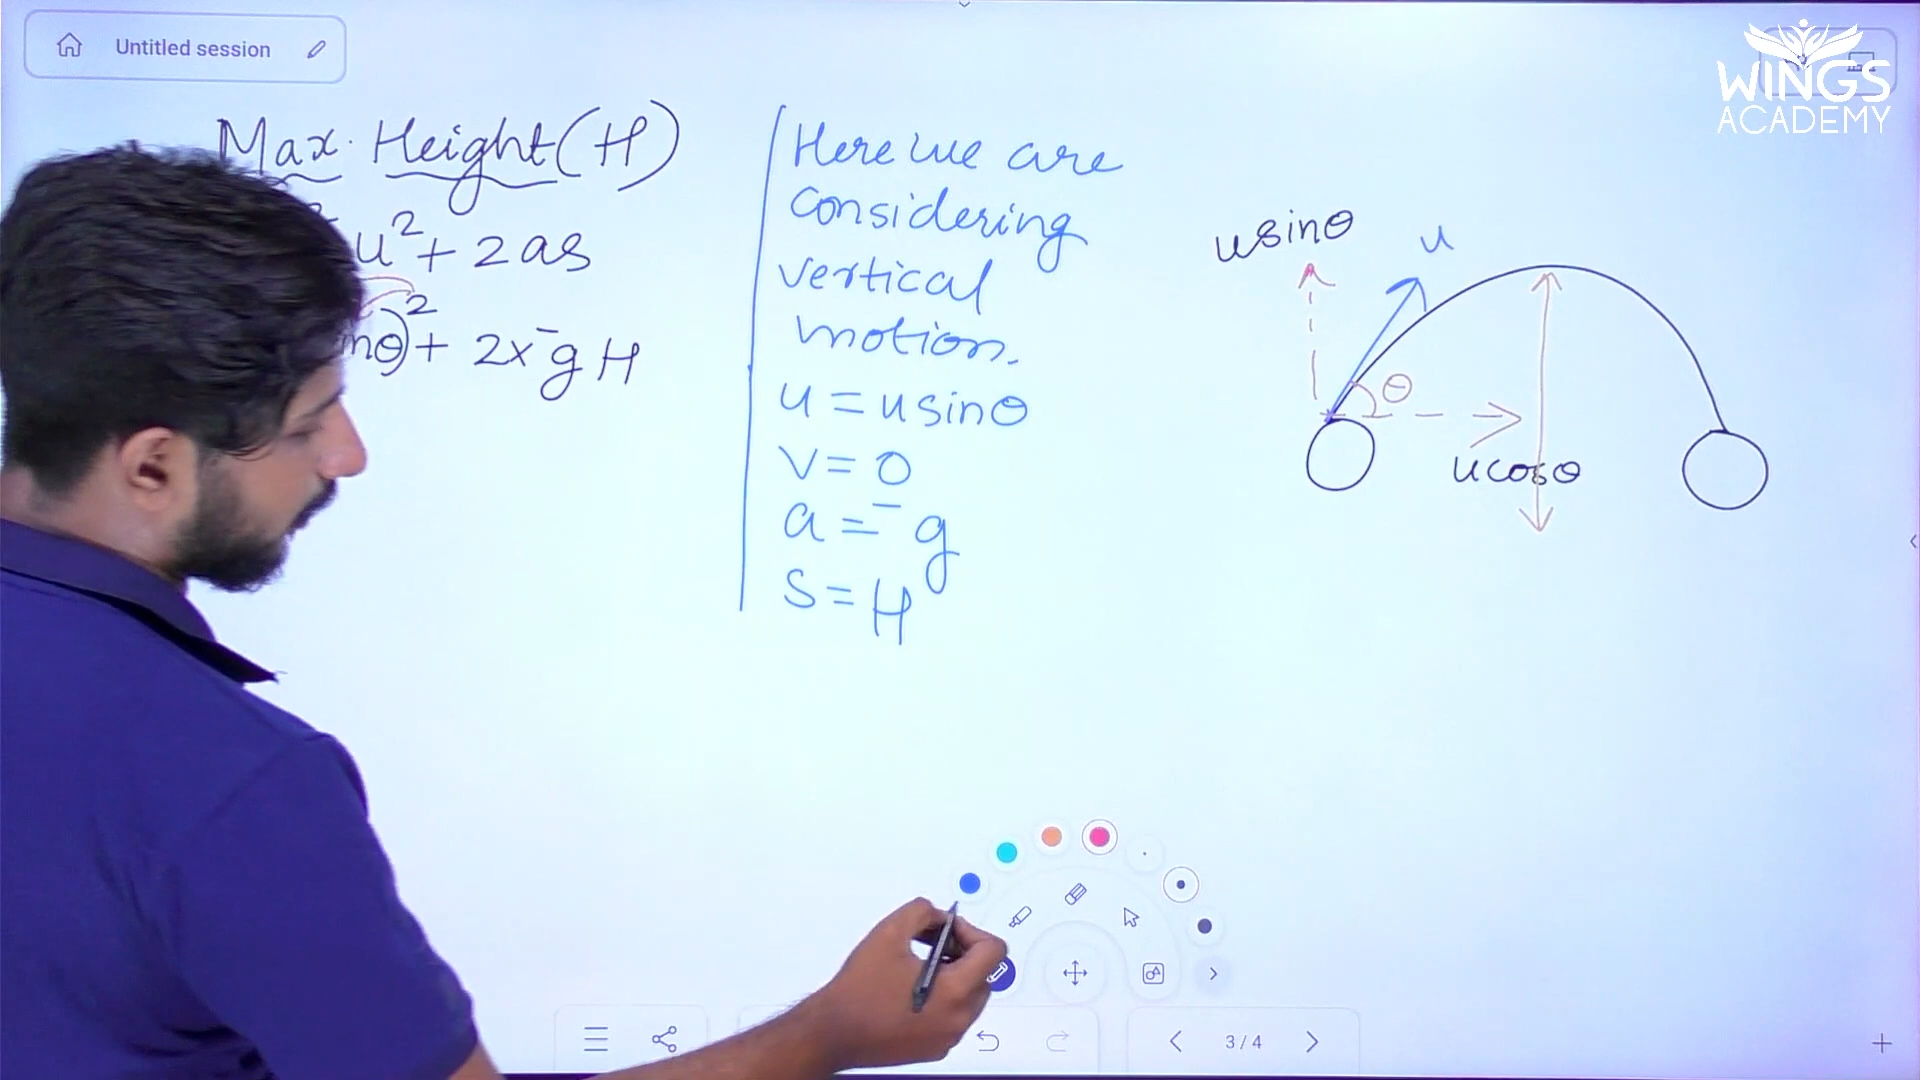 Untitled session
WINGS
ACADEMY
Max. Height (H)
u² + 2as
nθ)² + 2x ⁻g H
Here we are
considering
vertical
motion.
u = u sinθ
v = 0
a = ⁻g
s = H
usinθ
u
θ
ucosθ
3/4